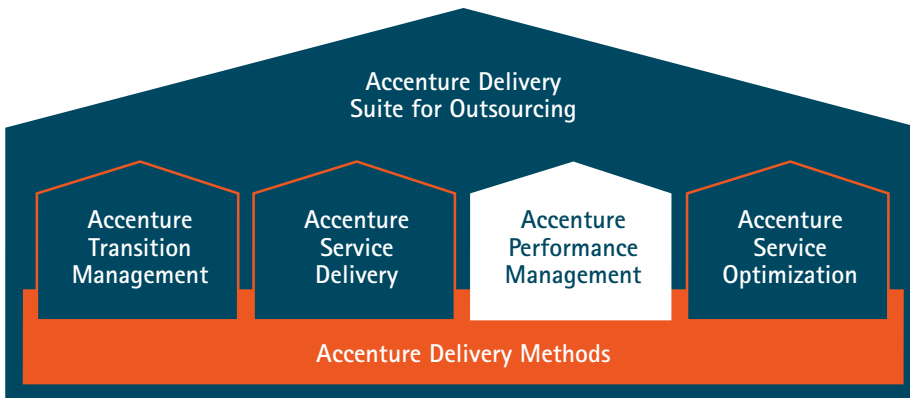 Accenture Delivery
Suite for Outsourcing
Accenture
Transition
Management
Accenture
Service
Delivery
Accenture
Performance
Management
Accenture
Service
Optimization
Accenture Delivery Methods